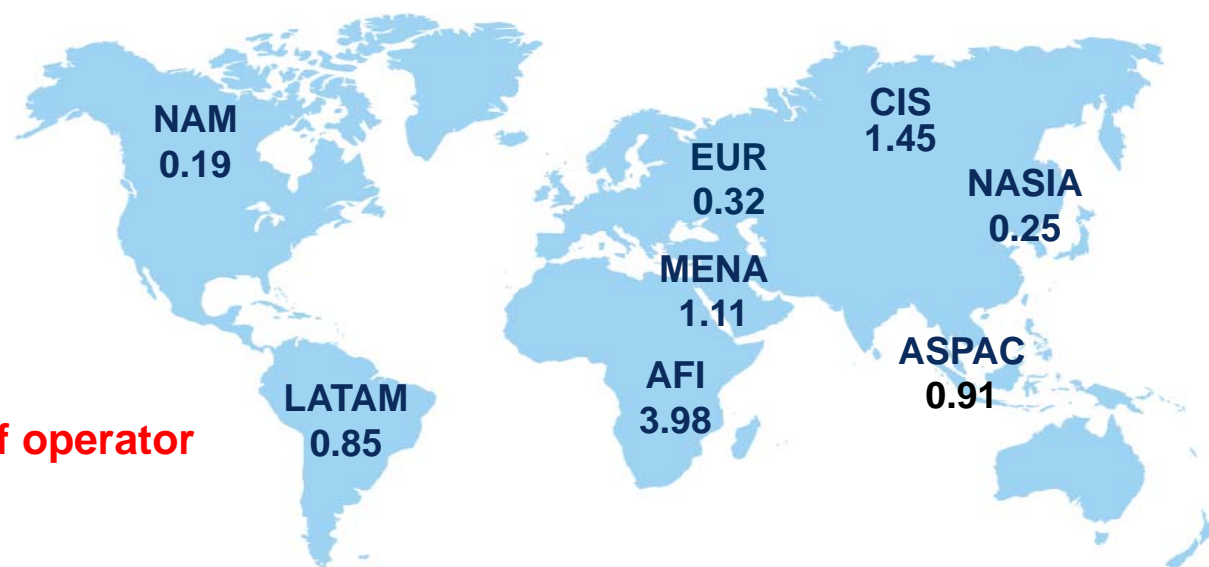 NAM
0.19
CIS
1.45
EUR
0.32
NASIA
0.25
MENA
1.11
ASPAC
0.91
AFI
3.98
LATAM
0.85
f operator